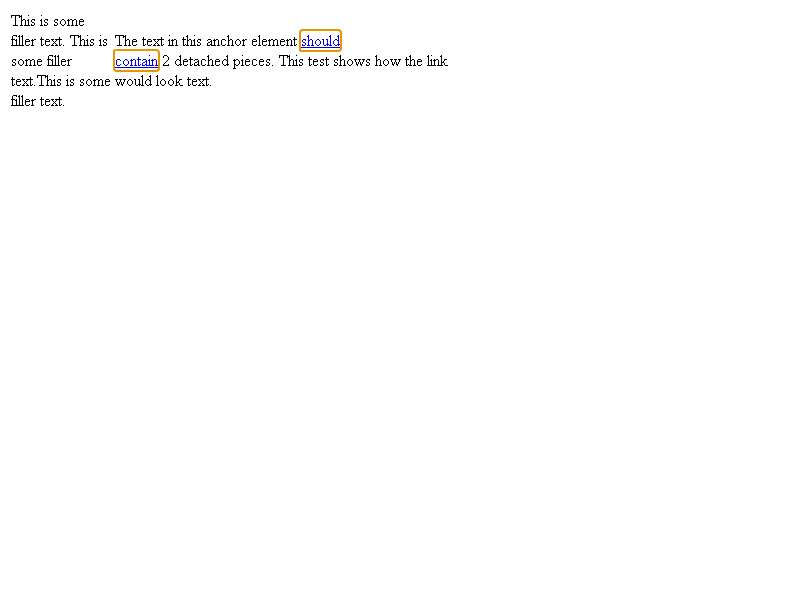 This is some
filler text. This is
some filler
text.This is some
filler text.
The text in this anchor element should
contain 2 detached pieces. This test shows how the link
would look text.